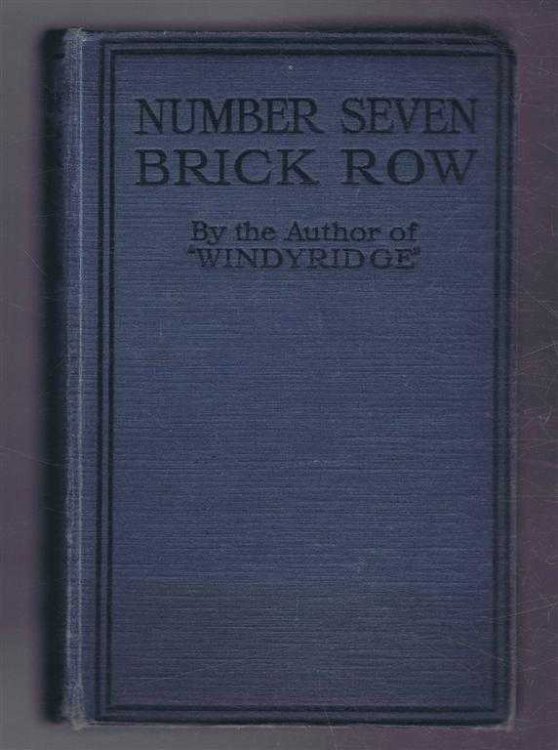 NUMBER SEVEN
BRICK ROW
By the Author of
"WINDYRIDGE"